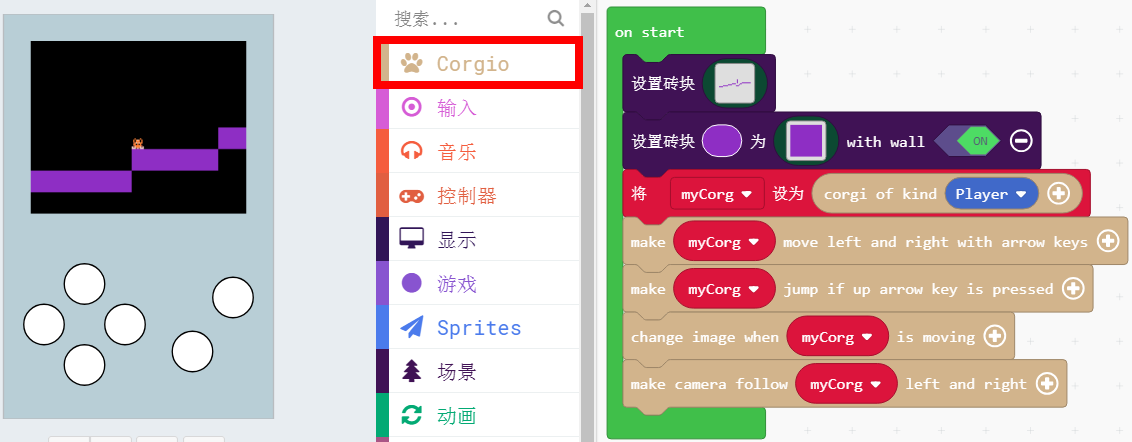 搜索...
Corgio
输入
音乐
控制器
显示
游戏
Sprites
场景
动画
on start
设置砖块
设置砖块 为 with wall ON
将 myCorg 设为 corgi of kind Player
make myCorg move left and right with arrow keys
make myCorg jump if up arrow key is pressed
change image when myCorg is moving
make camera follow myCorg left and right